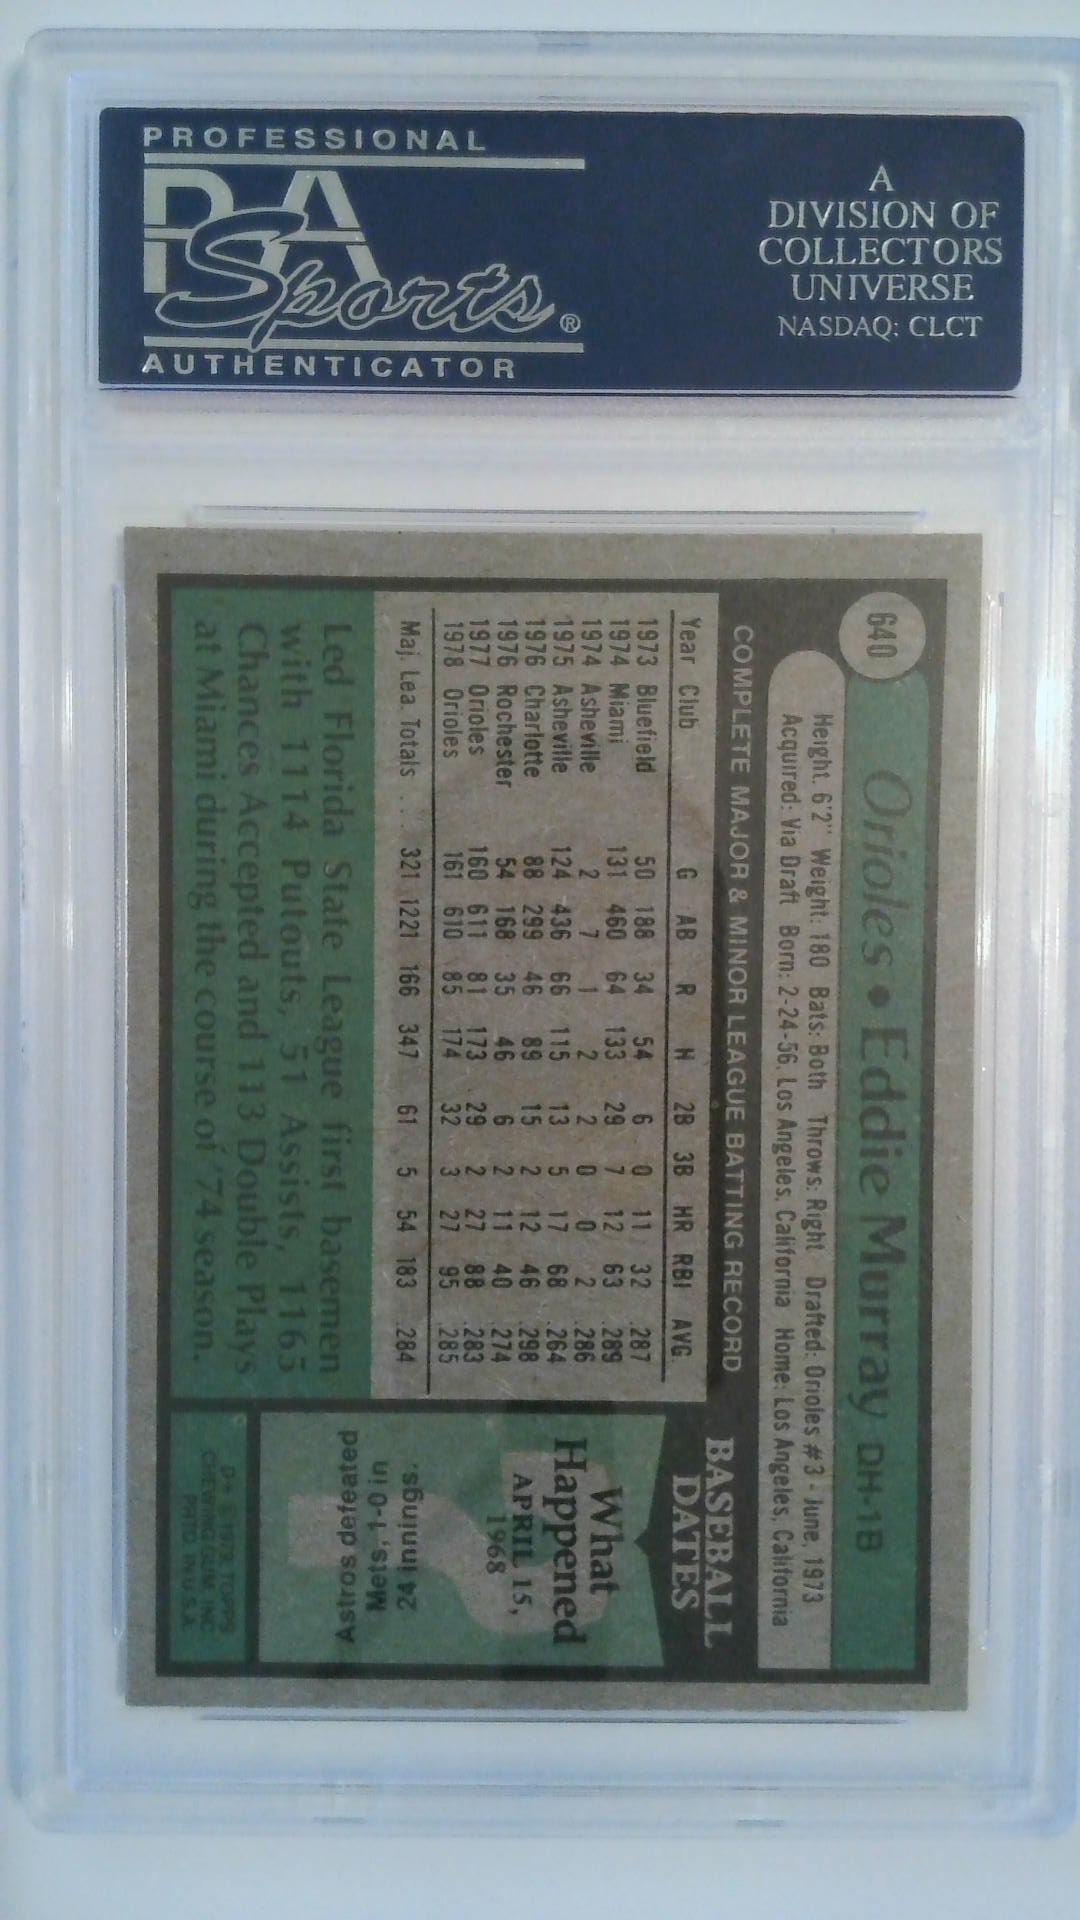 PROFESSIONAL
PSA
Sports®
AUTHENTICATOR
A
DIVISION OF
COLLECTORS
UNIVERSE
NASDAQ: CLCT
640
Orioles • Eddie Murray DH-1B
Height: 6'2" Weight: 180 Bats: Both Throws: Right Drafted: Orioles #3 - June, 1973
Acquired: Via Draft Born: 2-24-56, Los Angeles, California Home: Los Angeles, California
COMPLETE MAJOR & MINOR LEAGUE BATTING RECORD
Year Club G AB R H 2B 3B HR RBI AVG.
1973 Bluefield 50 188 34 54 6 0 11 32 .287
1974 Miami 131 460 64 133 29 7 12 63 .289
1974 Asheville 2 7 1 2 2 0 0 2 .286
1975 Asheville 124 436 66 115 13 5 17 68 .264
1976 Charlotte 88 299 46 89 15 2 12 46 .298
1976 Rochester 54 168 35 46 6 2 11 40 .274
1977 Orioles 160 611 81 173 29 2 27 88 .283
1978 Orioles 161 610 85 174 32 3 27 95 .285
Maj. Lea. Totals ... 321 1221 166 347 61 5 54 183 .284
Led Florida State League first basemen
with 1114 Putouts, 51 Assists, 1165
Chances Accepted and 113 Double Plays
at Miami during the course of '74 season.
BASEBALL
DATES
What
Happened
APRIL 15,
1968
24 innings.
Mets, 1-0 in
Astros defeated
D* © 1979 TOPPS
CHEWING GUM, INC.
PRTD. IN U.S.A.